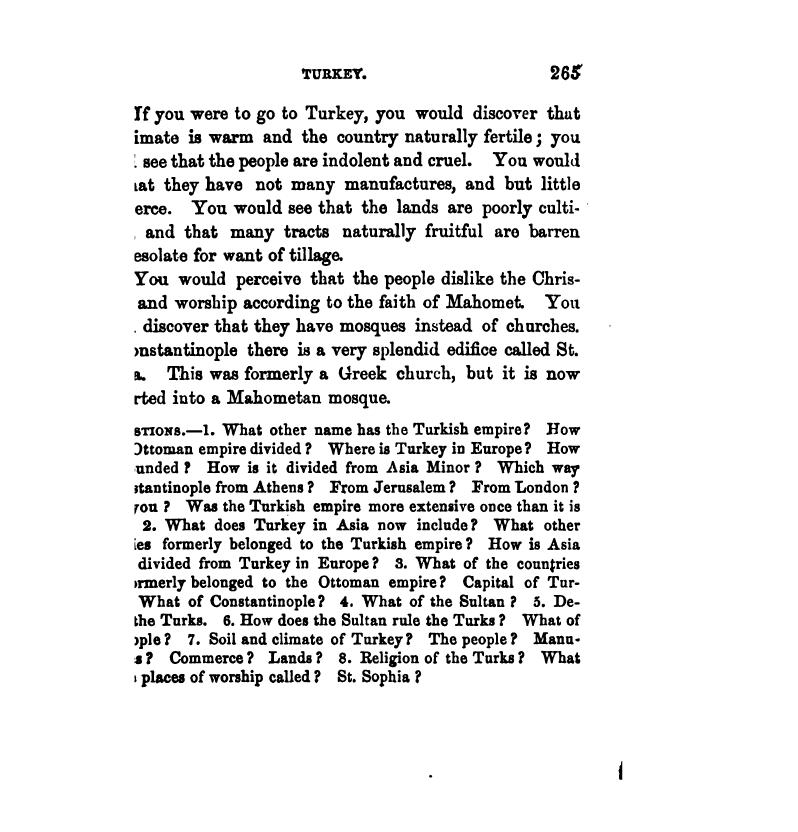 TURKEY. 265
If you were to go to Turkey, you would discover that
imate is warm and the country naturally fertile; you
see that the people are indolent and cruel. You would
at they have not many manufactures, and but little
erce. You would see that the lands are poorly culti-
and that many tracts naturally fruitful are barren
esolate for want of tillage.
You would perceive that the people dislike the Chris-
and worship according to the faith of Mahomet. You
discover that they have mosques instead of churches.
onstantinople there is a very splendid edifice called St.
a. This was formerly a Greek church, but it is now
rted into a Mahometan mosque.
STIONS.—1. What other name has the Turkish empire? How
Ottoman empire divided? Where is Turkey in Europe? How
unded? How is it divided from Asia Minor? Which way
stantinople from Athens? From Jerusalem? From London?
you? Was the Turkish empire more extensive once than it is
2. What does Turkey in Asia now include? What other
ies formerly belonged to the Turkish empire? How is Asia
divided from Turkey in Europe? 3. What of the countries
ormerly belonged to the Ottoman empire? Capital of Tur-
What of Constantinople? 4. What of the Sultan? 5. De-
the Turks. 6. How does the Sultan rule the Turks? What of
ople? 7. Soil and climate of Turkey? The people? Manu-
s? Commerce? Lands? 8. Religion of the Turks? What
places of worship called? St. Sophia?